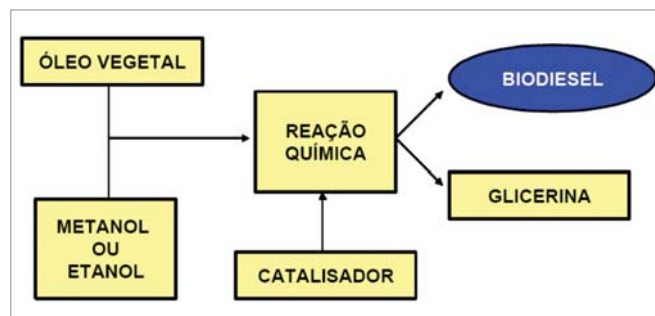 ÓLEO VEGETAL
METANOL
OU
ETANOL
REAÇÃO
QUÍMICA
CATALISADOR
BIODIESEL
GLICERINA